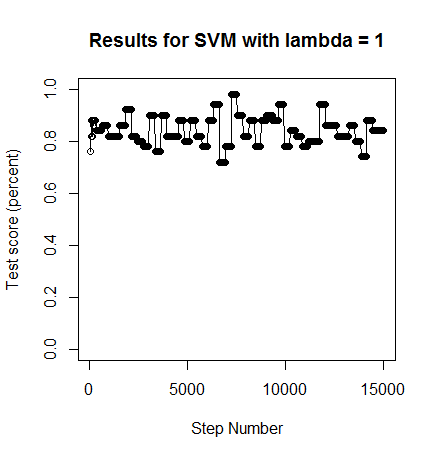 Results for SVM with lambda = 1
1.0
0.8
0.6
0.4
0.2
0.0
Test score (percent)
0 5000 10000 15000
Step Number